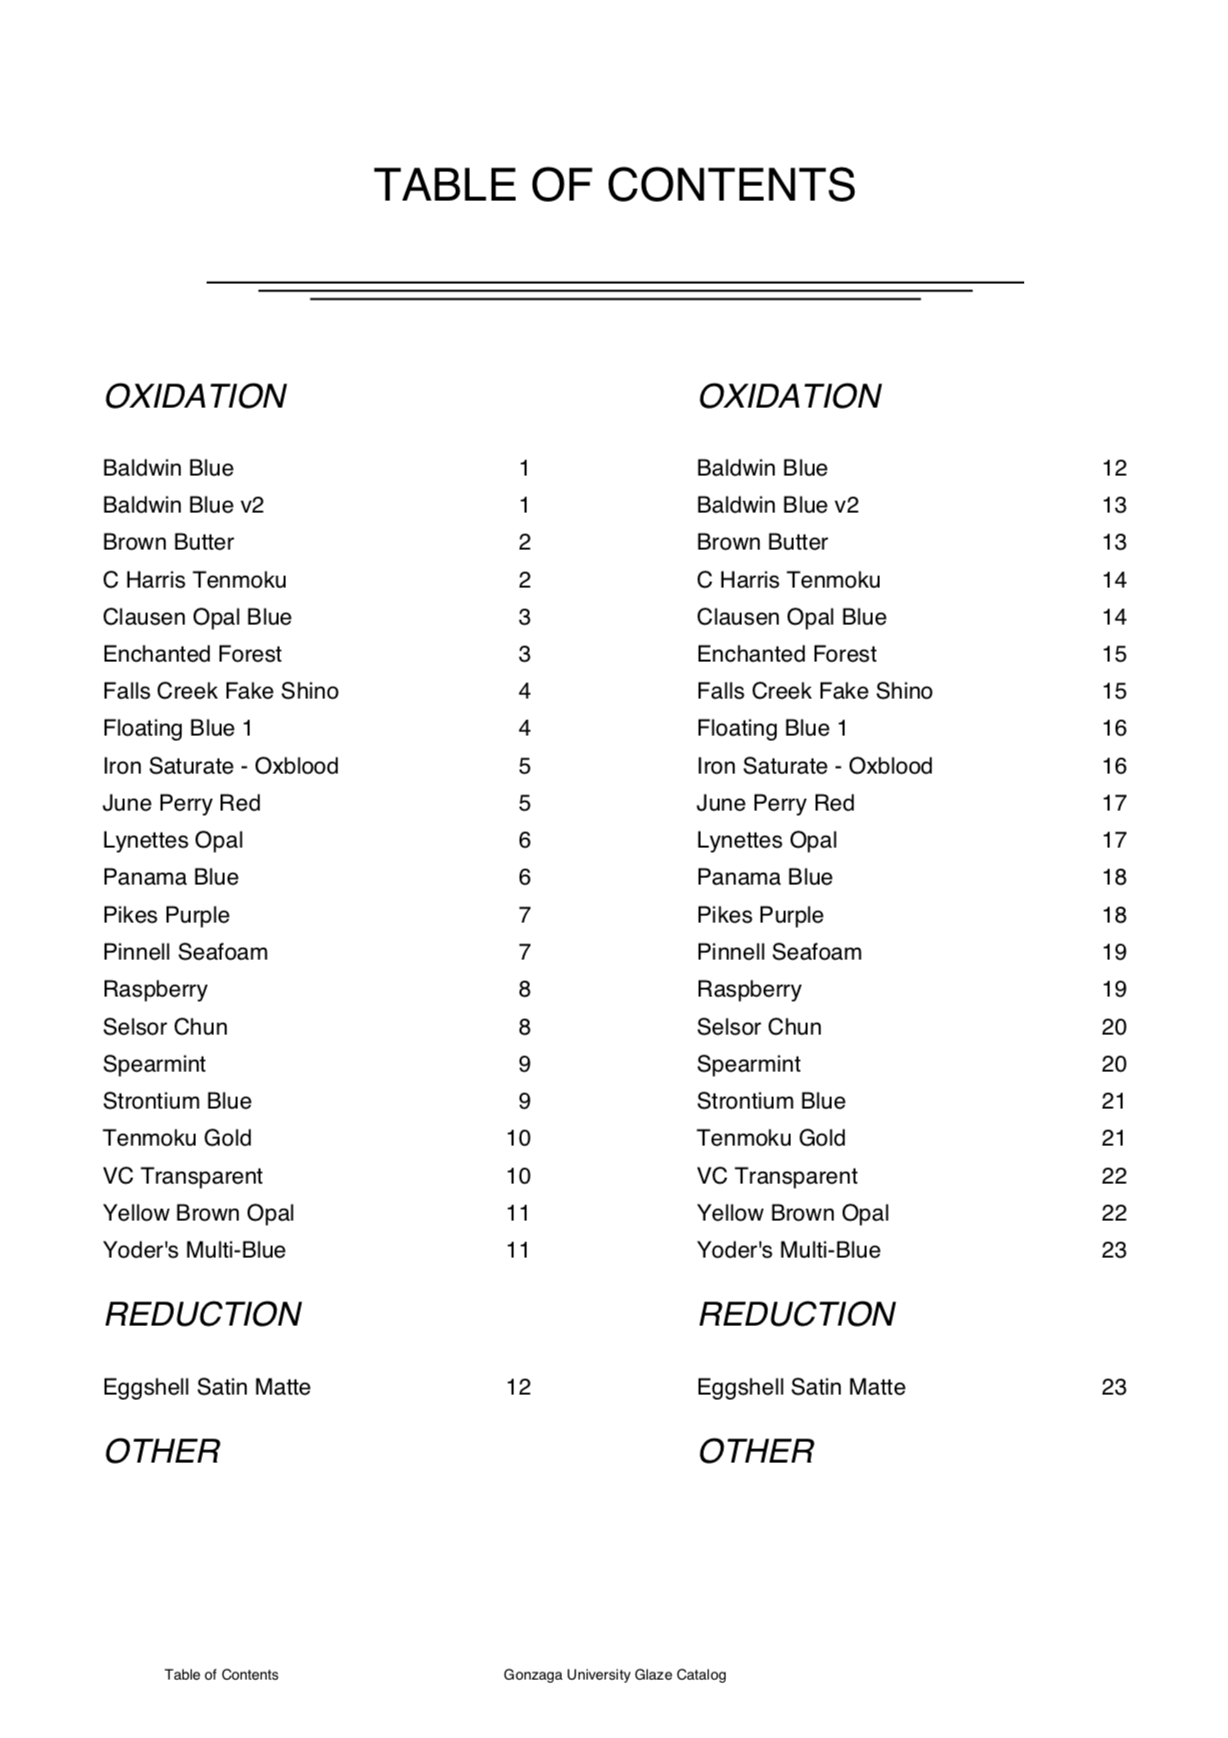 TABLE OF CONTENTS
OXIDATION
Baldwin Blue 1
Baldwin Blue v2 1
Brown Butter 2
C Harris Tenmoku 2
Clausen Opal Blue 3
Enchanted Forest 3
Falls Creek Fake Shino 4
Floating Blue 1 4
Iron Saturate - Oxblood 5
June Perry Red 5
Lynettes Opal 6
Panama Blue 6
Pikes Purple 7
Pinnell Seafoam 7
Raspberry 8
Selsor Chun 8
Spearmint 9
Strontium Blue 9
Tenmoku Gold 10
VC Transparent 10
Yellow Brown Opal 11
Yoder's Multi-Blue 11
REDUCTION
Eggshell Satin Matte 12
OTHER
OXIDATION
Baldwin Blue 12
Baldwin Blue v2 13
Brown Butter 13
C Harris Tenmoku 14
Clausen Opal Blue 14
Enchanted Forest 15
Falls Creek Fake Shino 15
Floating Blue 1 16
Iron Saturate - Oxblood 16
June Perry Red 17
Lynettes Opal 17
Panama Blue 18
Pikes Purple 18
Pinnell Seafoam 19
Raspberry 19
Selsor Chun 20
Spearmint 20
Strontium Blue 21
Tenmoku Gold 21
VC Transparent 22
Yellow Brown Opal 22
Yoder's Multi-Blue 23
REDUCTION
Eggshell Satin Matte 23
OTHER
Table of Contents Gonzaga University Glaze Catalog